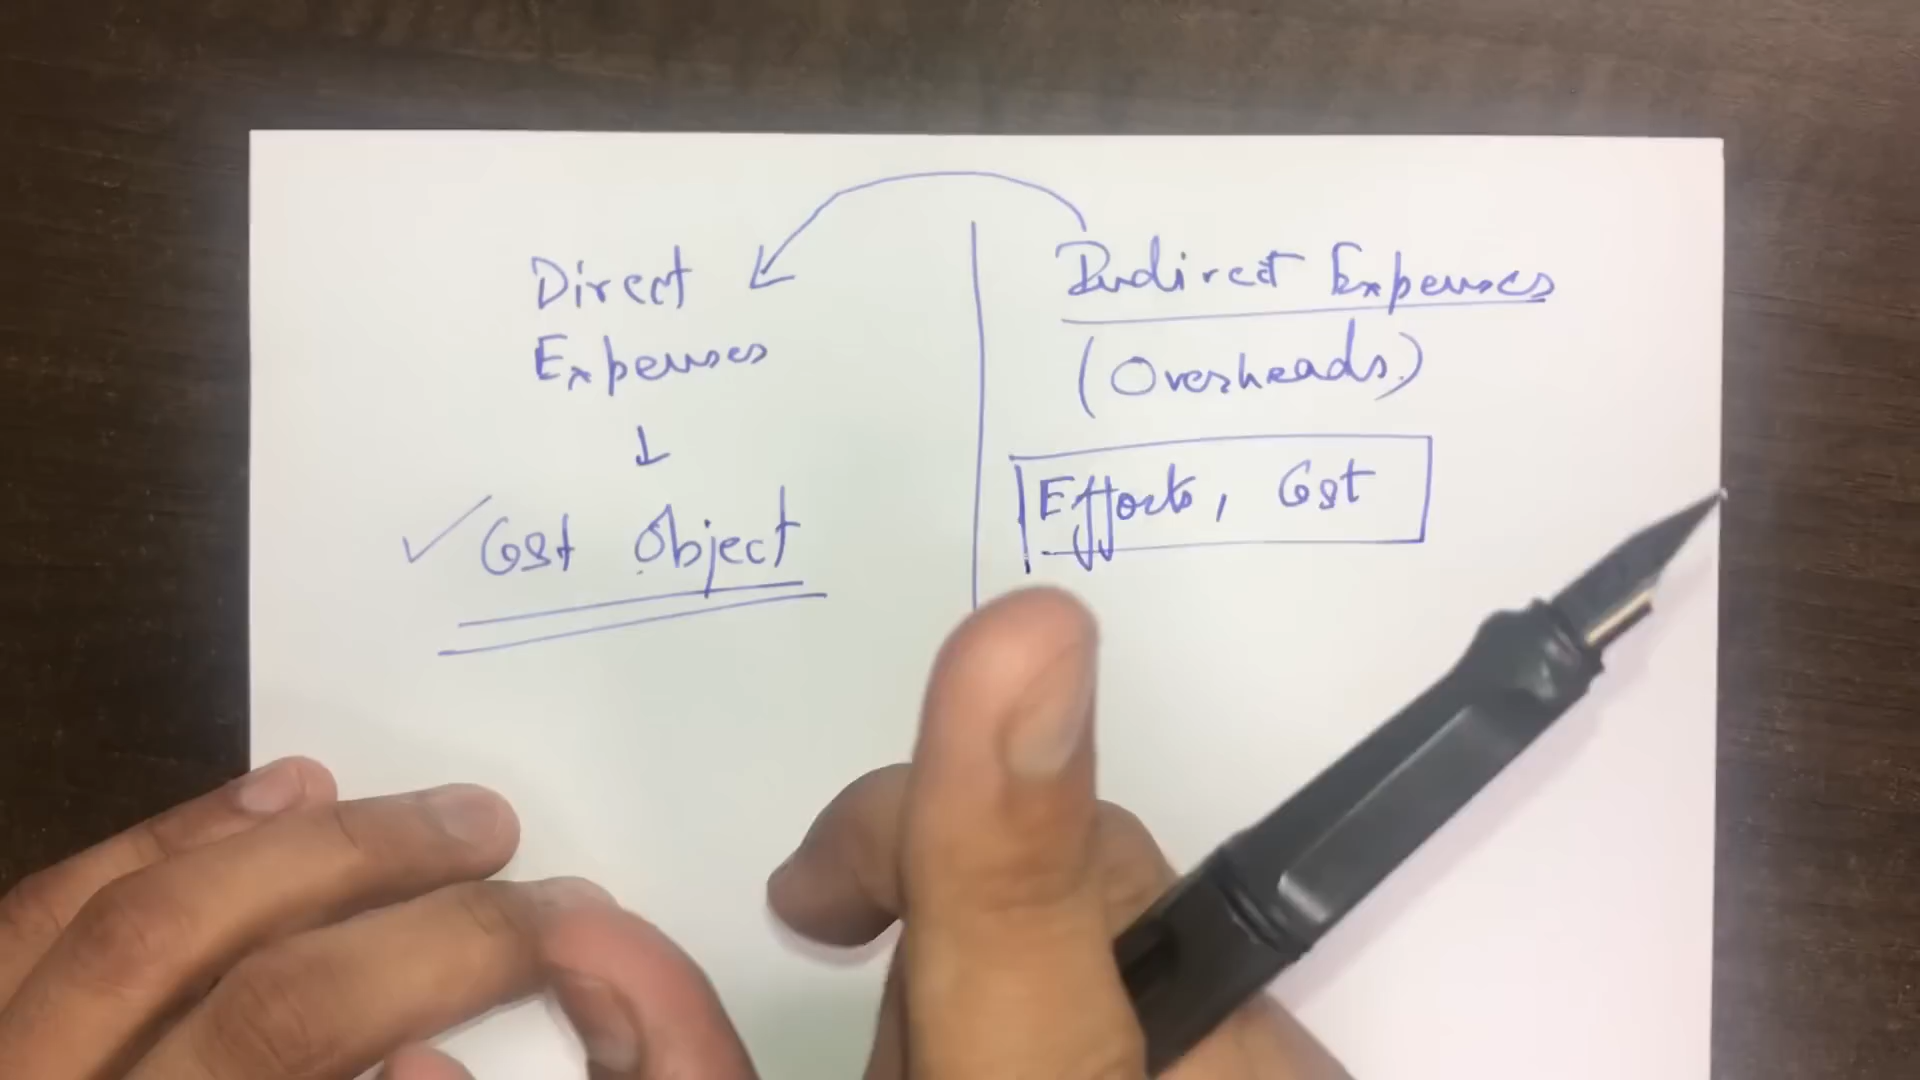 Direct
Expenses
↓
✓ Cost Object
Indirect Expenses
(Overheads)
Efforts, Cost